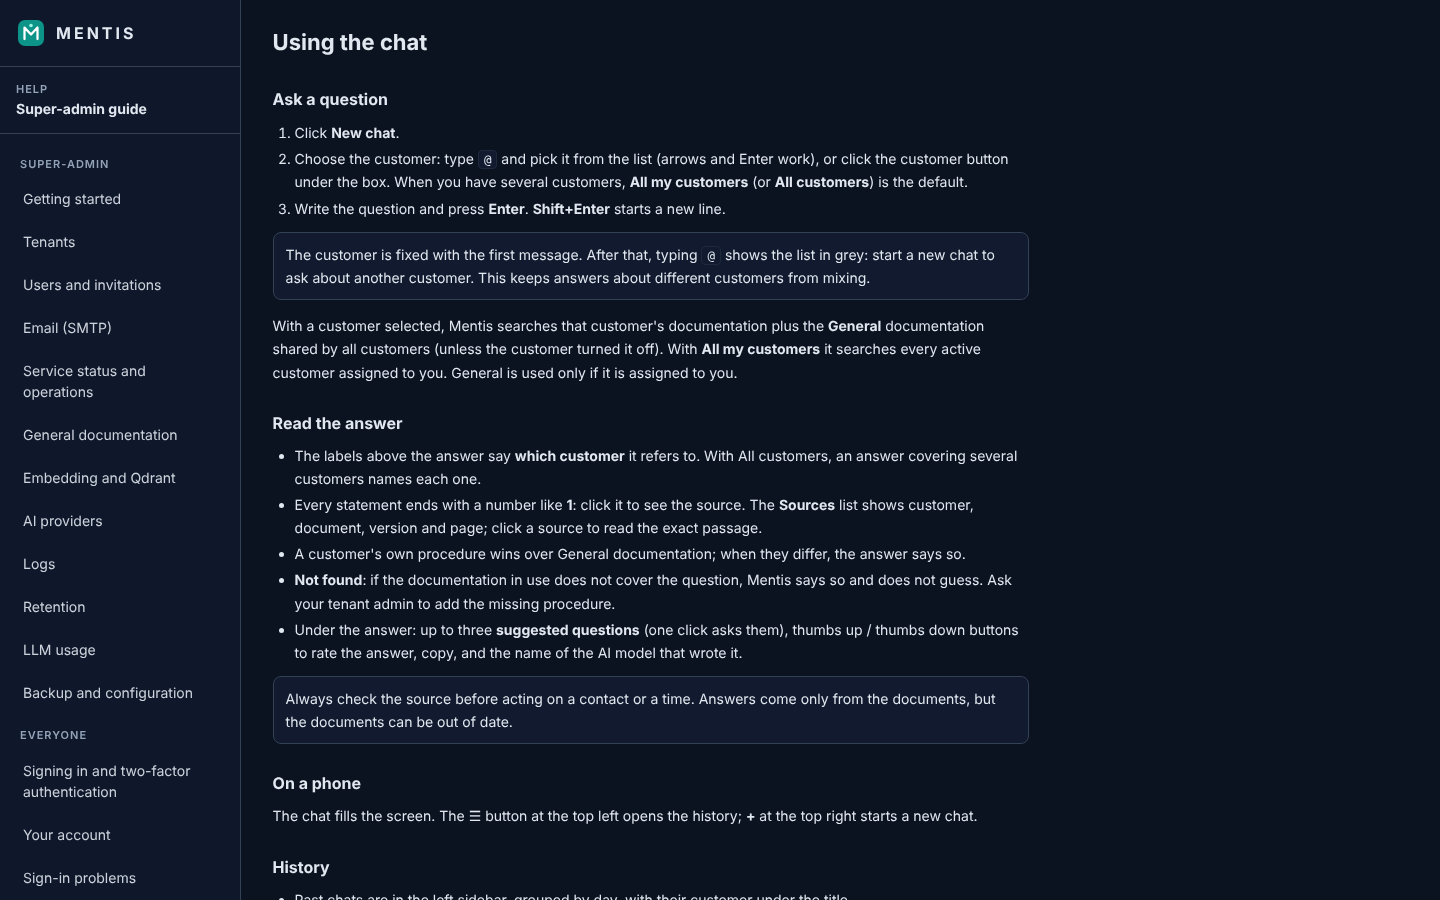 MENTIS
HELP
Super-admin guide
SUPER-ADMIN
Getting started
Tenants
Users and invitations
Email (SMTP)
Service status and
operations
General documentation
Embedding and Qdrant
AI providers
Logs
Retention
LLM usage
Backup and configuration
EVERYONE
Signing in and two-factor
authentication
Your account
Sign-in problems
Using the chat
Ask a question
1. Click New chat.
2. Choose the customer: type @ and pick it from the list (arrows and Enter work), or click the customer button
under the box. When you have several customers, All my customers (or All customers) is the default.
3. Write the question and press Enter. Shift+Enter starts a new line.
The customer is fixed with the first message. After that, typing @ shows the list in grey: start a new chat to
ask about another customer. This keeps answers about different customers from mixing.
With a customer selected, Mentis searches that customer's documentation plus the General documentation
shared by all customers (unless the customer turned it off). With All my customers it searches every active
customer assigned to you. General is used only if it is assigned to you.
Read the answer
• The labels above the answer say which customer it refers to. With All customers, an answer covering several
customers names each one.
• Every statement ends with a number like 1: click it to see the source. The Sources list shows customer,
document, version and page; click a source to read the exact passage.
• A customer's own procedure wins over General documentation; when they differ, the answer says so.
• Not found: if the documentation in use does not cover the question, Mentis says so and does not guess. Ask
your tenant admin to add the missing procedure.
• Under the answer: up to three suggested questions (one click asks them), thumbs up / thumbs down buttons
to rate the answer, copy, and the name of the AI model that wrote it.
Always check the source before acting on a contact or a time. Answers come only from the documents, but
the documents can be out of date.
On a phone
The chat fills the screen. The ☰ button at the top left opens the history; + at the top right starts a new chat.
History
• Past chats are in the left sidebar, grouped by day, with their customer under the title.